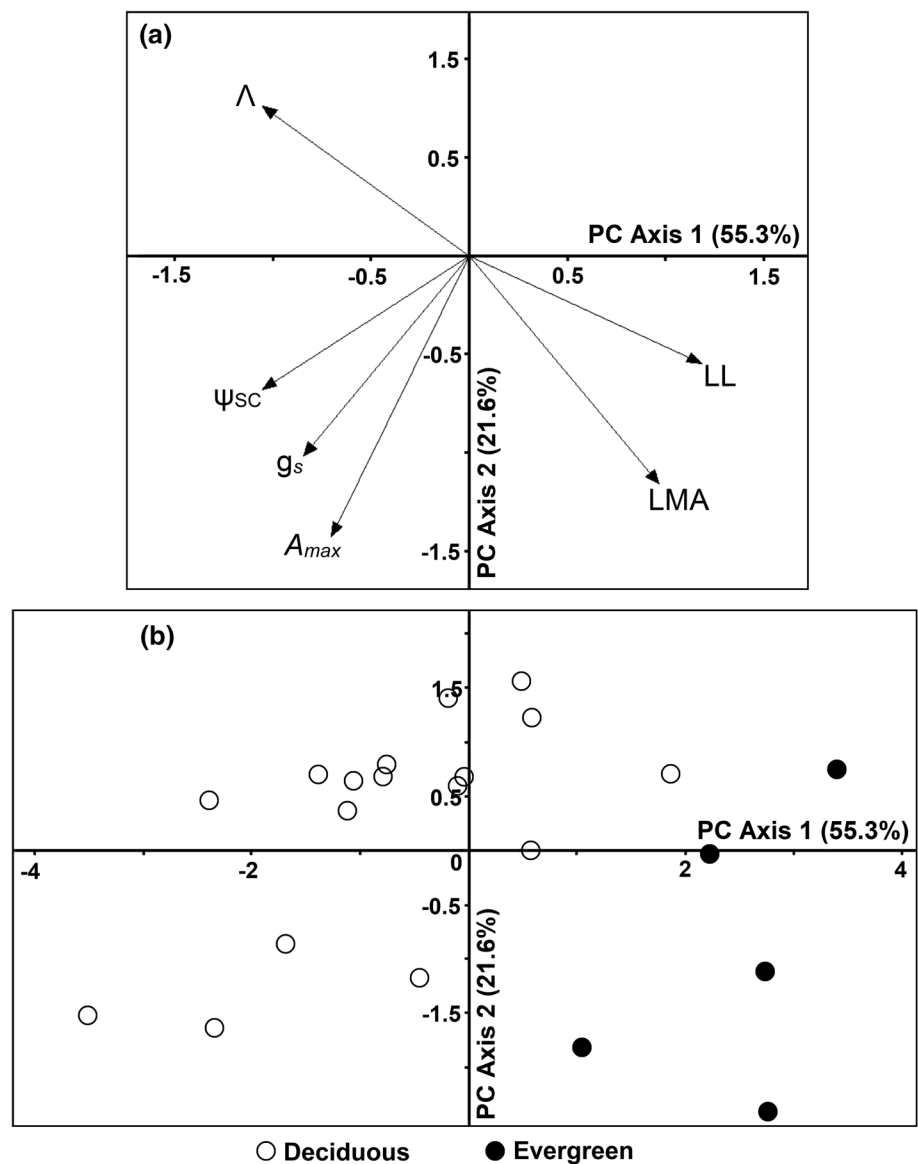 (a)
1.5
Λ
0.5
PC Axis 1 (55.3%)
-1.5
-0.5
0.5
1.5
-0.5
LL
ΨSC
gs
LMA
Amax
-1.5
PC Axis 2 (21.6%)
(b)
1.5
0.5
PC Axis 1 (55.3%)
-4
-2
0
2
4
-0.5
-1.5
PC Axis 2 (21.6%)
Deciduous
Evergreen